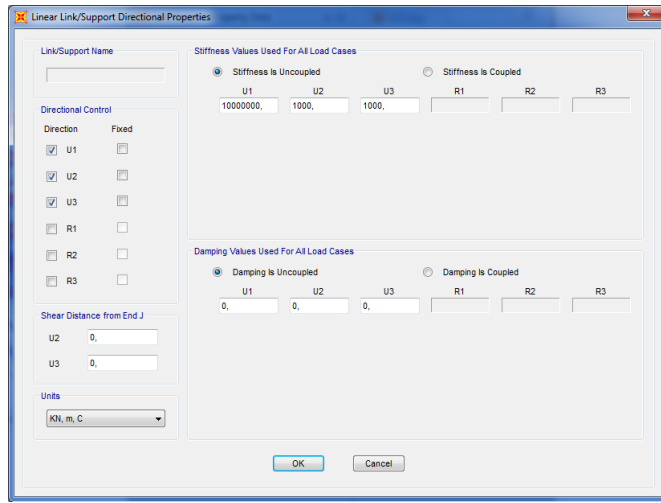 Linear Link/Support Directional Properties
Link/Support Name
Directional Control
Direction Fixed
U1
U2
U3
R1
R2
R3
Shear Distance from End J
U2 0,
U3 0,
Units
KN, m, C
Stiffness Values Used For All Load Cases
Stiffness Is Uncoupled Stiffness Is Coupled
U1 U2 U3 R1 R2 R3
10000000, 1000, 1000,
Damping Values Used For All Load Cases
Damping Is Uncoupled Damping Is Coupled
U1 U2 U3 R1 R2 R3
0, 0, 0,
OK Cancel